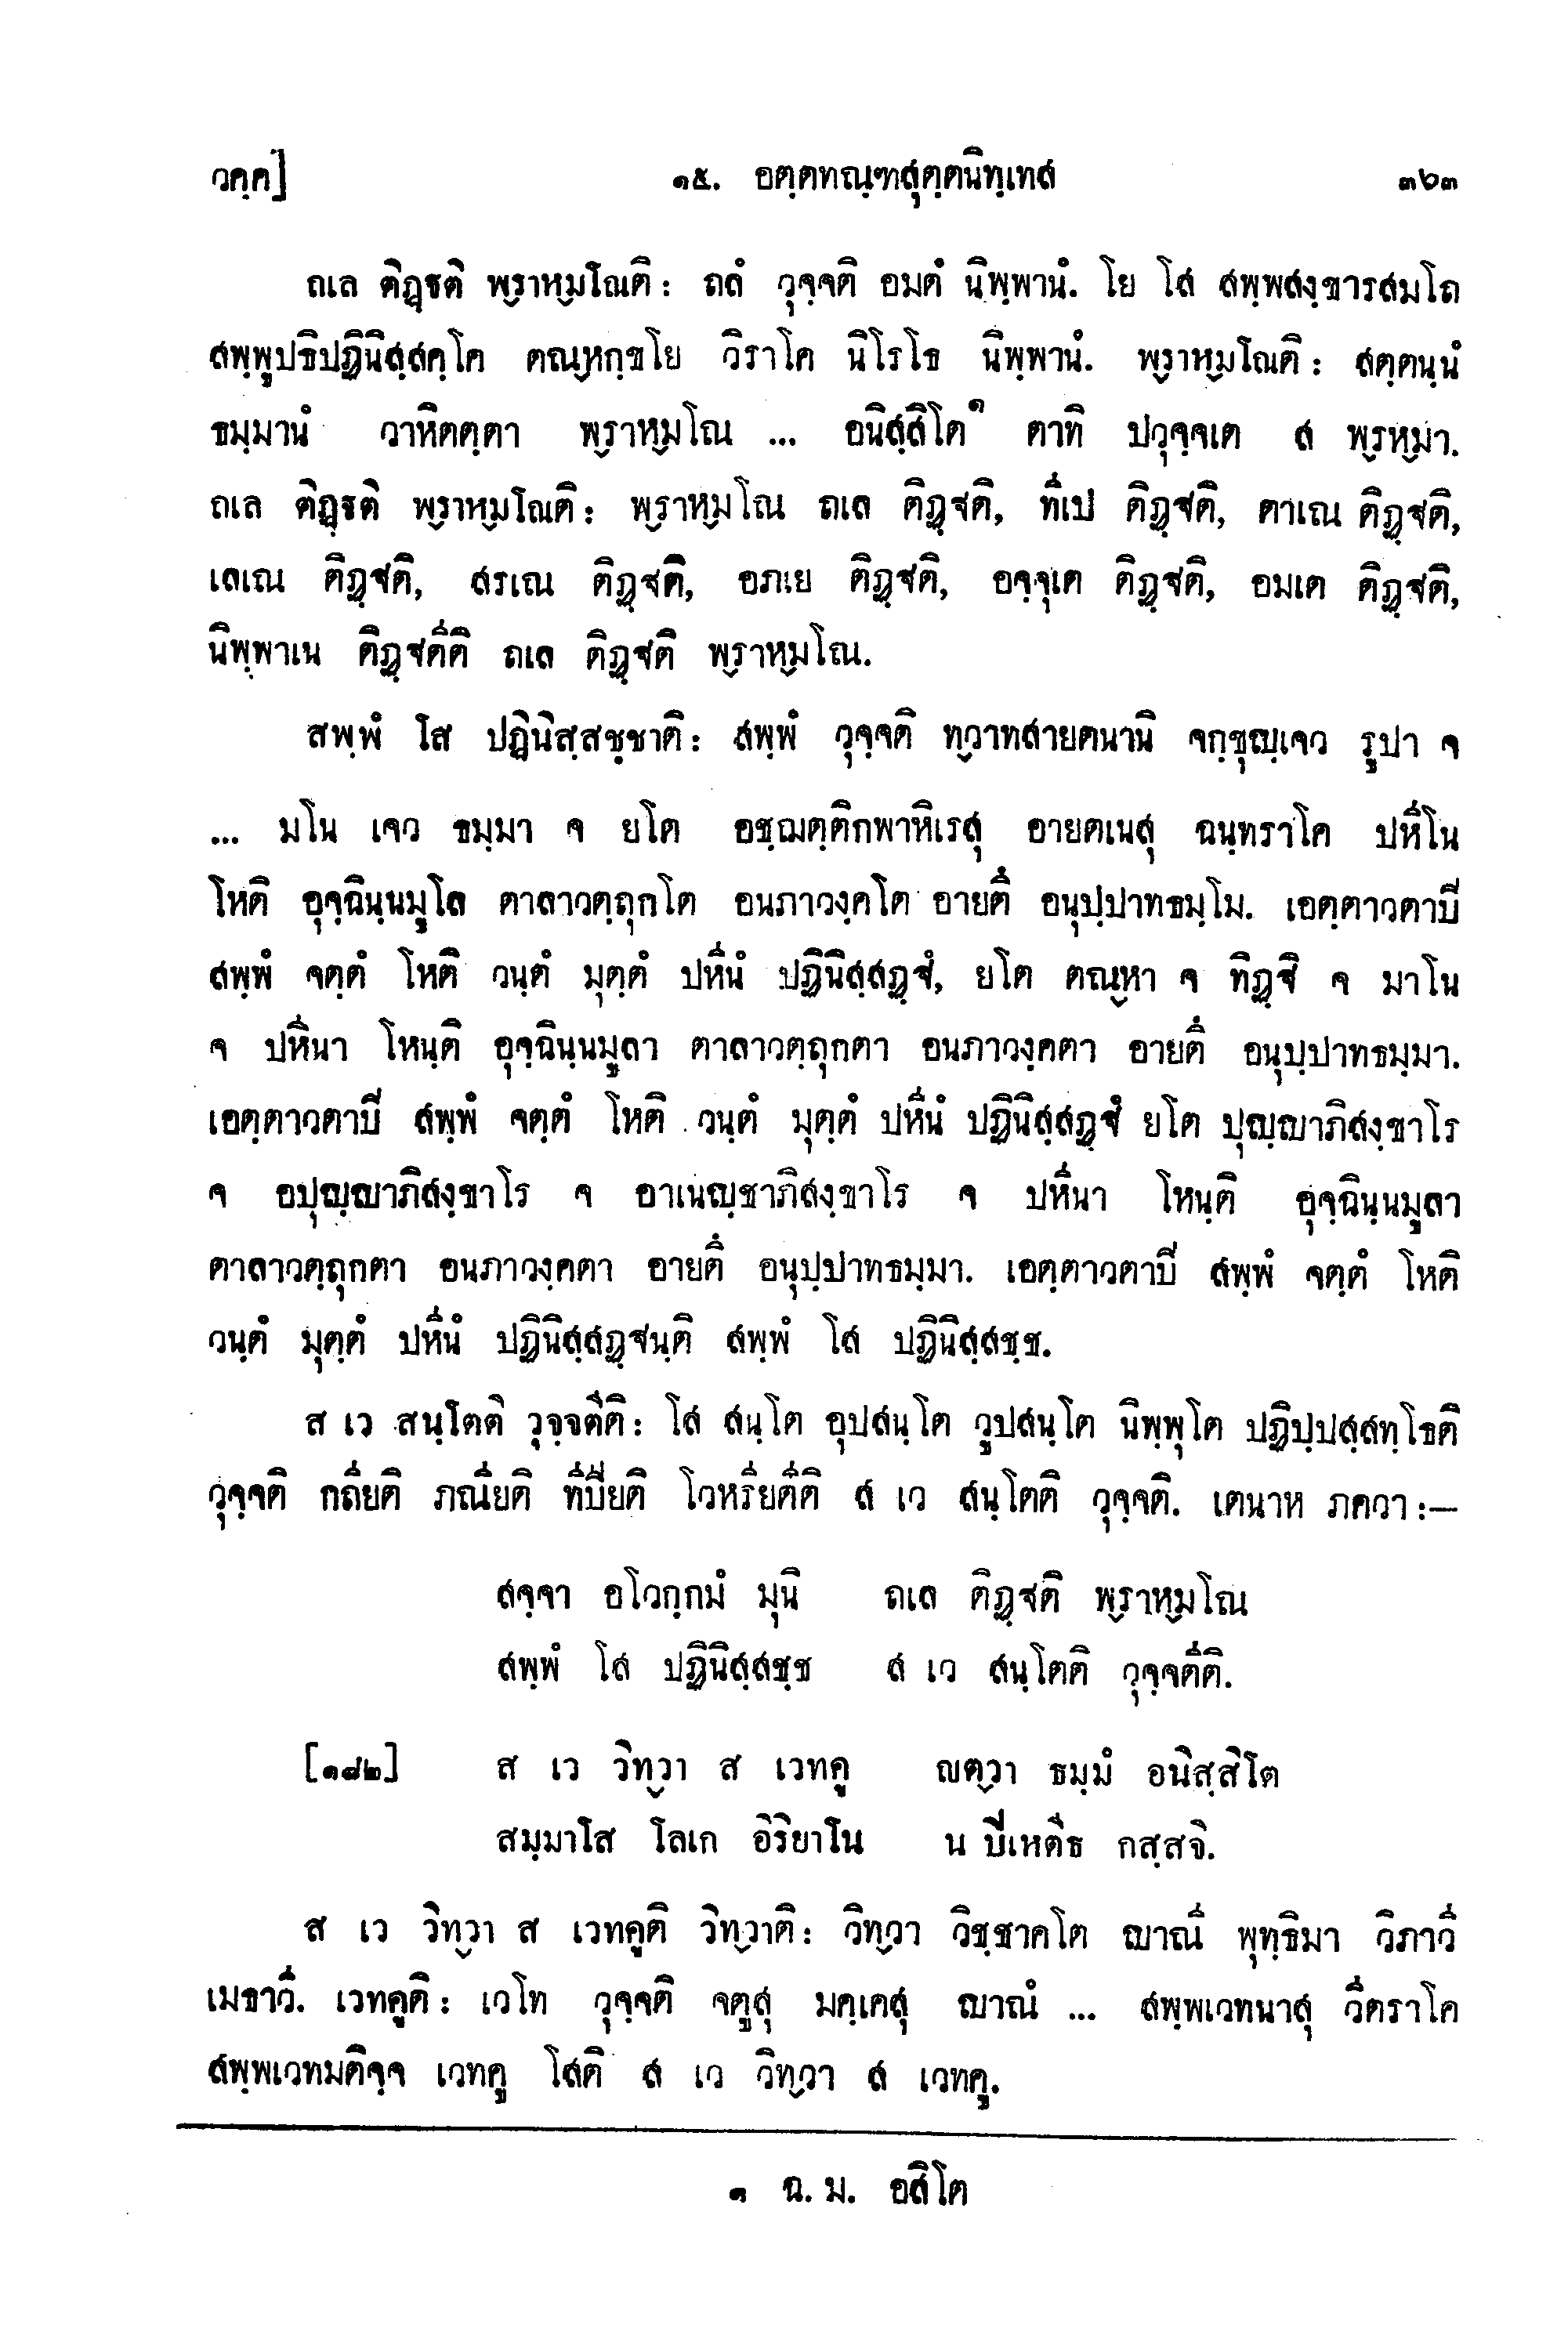 วคฺค]	๑๕. อตฺตทณฺฑสุตฺตนิทฺเทส	๓๖๓
ถเล ติฏฺฐติ พฺราหฺมโณติ: ถลํ วุจฺจติ อมตํ นิพฺพานํ. โย โส สพฺพสงฺขารสมโถ
สพฺพูปธิปฏินิสฺสคฺโค ตณฺหกฺขโย วิราโค นิโรโธ นิพฺพานํ. พฺราหฺมโณติ: สตฺตนฺนํ
ธมฺมานํ วาหิตตฺตา พฺราหฺมโณ ... อนิสฺสิโต๑ ตาทิ ปวุจฺจเต ส พฺรหฺมา.
ถเล ติฏฺฐติ พฺราหฺมโณติ: พฺราหฺมโณ ถเล ติฏฺฐติ, ทีเป ติฏฺฐติ, ตาเณ ติฏฺฐติ,
เลเณ ติฏฺฐติ, สรเณ ติฏฺฐติ, อภเย ติฏฺฐติ, อจฺจุเต ติฏฺฐติ, อมเต ติฏฺฐติ,
นิพฺพาเน ติฏฺฐตีติ ถเล ติฏฺฐติ พฺราหฺมโณ.
สพฺพํ โส ปฏินิสฺสชฺชาติ: สพฺพํ วุจฺจติ ทฺวาทสายตนานิ จกฺขุญฺเจว รูปา จ
... มโน เจว ธมฺมา จ ยโต อชฺฌตฺติกพาหิเรสุ อายตเนสุ ฉนฺทราโค ปหีโน
โหติ อุจฺฉินฺนมูโล ตาลาวตฺถุกโต อนภาวงฺคโต อายตึ อนุปฺปาทธมฺโม. เอตฺตาวตาปิ
สพฺพํ จตฺตํ โหติ วนฺตํ มุตฺตํ ปหีนํ ปฏินิสฺสฏฺฐํ, ยโต ตณฺหา จ ทิฏฺฐิ จ มาโน
จ ปหีนา โหนฺติ อุจฺฉินฺนมูลา ตาลาวตฺถุกตา อนภาวงฺคตา อายตึ อนุปฺปาทธมฺมา.
เอตฺตาวตาปิ สพฺพํ จตฺตํ โหติ วนฺตํ มุตฺตํ ปหีนํ ปฏินิสฺสฏฺฐํ ยโต ปุญฺญาภิสงฺขาโร
จ อปุญฺญาภิสงฺขาโร จ อาเนญฺชาภิสงฺขาโร จ ปหีนา โหนฺติ อุจฺฉินฺนมูลา
ตาลาวตฺถุกตา อนภาวงฺคตา อายตึ อนุปฺปาทธมฺมา. เอตฺตาวตาปิ สพฺพํ จตฺตํ โหติ
วนฺตํ มุตฺตํ ปหีนํ ปฏินิสฺสฏฺฐนฺติ สพฺพํ โส ปฏินิสฺสชฺช.
ส เว สนฺโตติ วุจฺจตีติ: โส สนฺโต อุปสนฺโต วูปสนฺโต นิพฺพุโต ปฏิปฺปสฺสทฺโธติ
วุจฺจติ กถียติ ภณียติ ทีปียติ โวหรียตีติ ส เว สนฺโตติ วุจฺจติ. เตนาห ภควา :—
สจฺจา อโวกฺกมํ มุนิ	ถเล ติฏฺฐติ พฺราหฺมโณ
สพฺพํ โส ปฏินิสฺสชฺช	ส เว สนฺโตติ วุจฺจตีติ.
[๑๘๒]	ส เว วิทฺวา ส เวทคู	ญตฺวา ธมฺมํ อนิสฺสิโต
สมฺมาโส โลเก อิริยาโน	น ปีเหตีธ กสฺสจิ.
ส เว วิทฺวา ส เวทคูติ วิทฺวาติ: วิทฺวา วิชฺชาคโต ญาณี พุทฺธิมา วิภาวี
เมธาวี. เวทคูติ: เวโท วุจฺจติ จตูสุ มคฺเคสุ ญาณํ ... สพฺพเวทนาสุ วีตราโค
สพฺพเวทมติจฺจ เวทคู โสติ ส เว วิทฺวา ส เวทคู.
๑ ฉ. ม. อสิโต